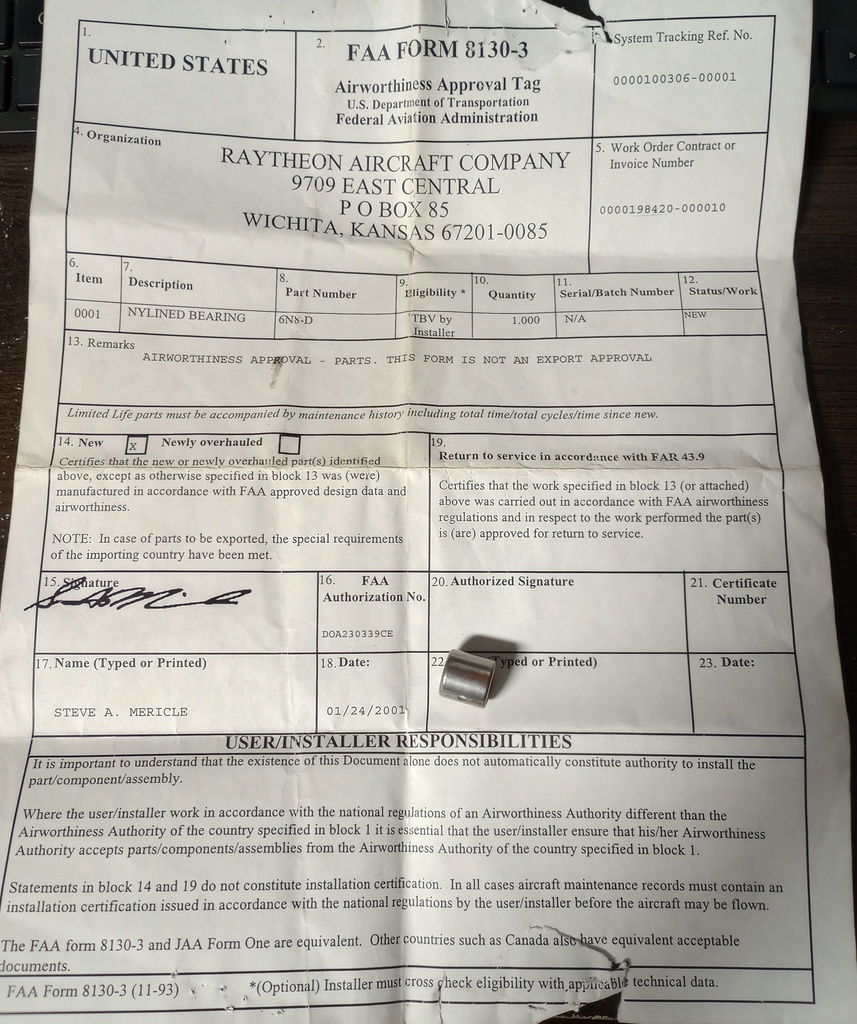 1.
UNITED STATES
2.
FAA FORM 8130-3
Airworthiness Approval Tag
U.S. Department of Transportation
Federal Aviation Administration
System Tracking Ref. No.
0000100306-00001
4. Organization
RAYTHEON AIRCRAFT COMPANY
9709 EAST CENTRAL
P O BOX 85
WICHITA, KANSAS 67201-0085
5. Work Order Contract or
Invoice Number
0000198420-000010
6.
Item
7.
Description
8.
Part Number
9.
Eligibility *
10.
Quantity
11.
Serial/Batch Number
12.
Status/Work
0001
NYLINED BEARING
6N8-D
TBV by
Installer
1.000
N/A
NEW
13. Remarks
AIRWORTHINESS APPROVAL - PARTS. THIS FORM IS NOT AN EXPORT APPROVAL
Limited Life parts must be accompanied by maintenance history including total time/total cycles/time since new.
14. New x Newly overhauled
Certifies that the new or newly overhauled part(s) identified
above, except as otherwise specified in block 13 was (were)
manufactured in accordance with FAA approved design data and
airworthiness.
NOTE: In case of parts to be exported, the special requirements
of the importing country have been met.
19.
Return to service in accordance with FAR 43.9
Certifies that the work specified in block 13 (or attached)
above was carried out in accordance with FAA airworthiness
regulations and in respect to the work performed the part(s)
is (are) approved for return to service.
15. Signature
16. FAA
Authorization No.
DOA230339CE
20. Authorized Signature
21. Certificate
Number
17. Name (Typed or Printed)
STEVE A. MERICLE
18. Date:
01/24/2001
22 Typed or Printed)
23. Date:
USER/INSTALLER RESPONSIBILITIES
It is important to understand that the existence of this Document alone does not automatically constitute authority to install the
part/component/assembly.
Where the user/installer work in accordance with the national regulations of an Airworthiness Authority different than the
Airworthiness Authority of the country specified in block 1 it is essential that the user/installer ensure that his/her Airworthiness
Authority accepts parts/components/assemblies from the Airworthiness Authority of the country specified in block 1.
Statements in block 14 and 19 do not constitute installation certification. In all cases aircraft maintenance records must contain an
installation certification issued in accordance with the national regulations by the user/installer before the aircraft may be flown.
The FAA form 8130-3 and JAA Form One are equivalent. Other countries such as Canada also have equivalent acceptable
documents.
FAA Form 8130-3 (11-93)
*(Optional) Installer must cross check eligibility with applicable technical data.